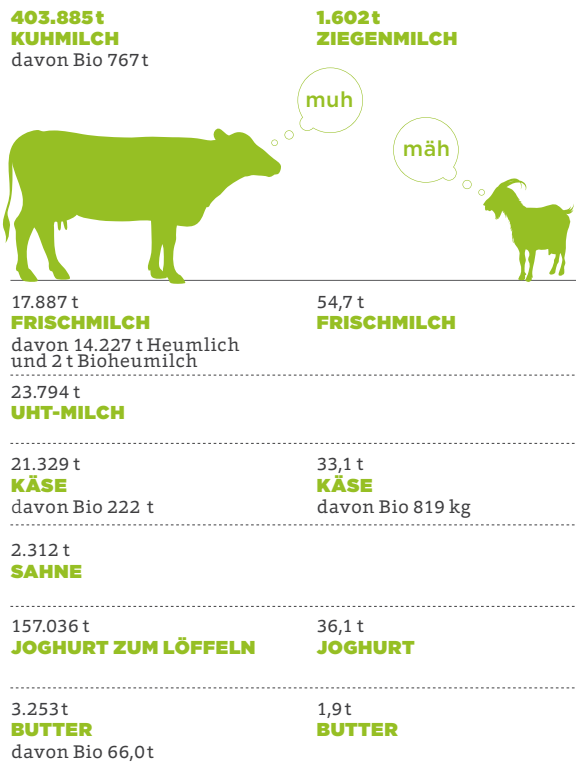 403.885 t
KUHMILCH
davon Bio 767 t
1.602 t
ZIEGENMILCH
muh
mäh
17.887 t
FRISCHMILCH
davon 14.227 t Heumlich
und 2 t Bioheumilch
54,7 t
FRISCHMILCH
23.794 t
UHT-MILCH
21.329 t
KÄSE
davon Bio 222 t
33,1 t
KÄSE
davon Bio 819 kg
2.312 t
SAHNE
157.036 t
JOGHURT ZUM LÖFFELN
36,1 t
JOGHURT
3.253 t
BUTTER
davon Bio 66,0 t
1,9 t
BUTTER